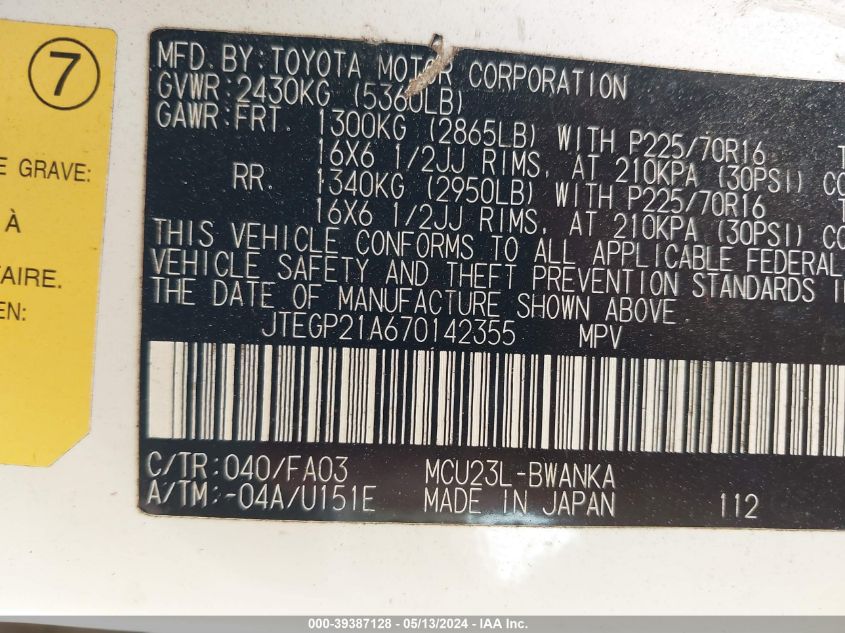 7
E GRAVE:
À
TAIRE.
EN:
MFD. BY: TOYOTA MOTOR CORPORATION
GVWR: 2430KG (5360LB)
GAWR: FRT. 1300KG (2865LB) WITH P225/70R16 T
16X6 1/2JJ RIMS, AT 210KPA (30PSI) CO
RR. 1340KG (2950LB) WITH P225/70R16 T
16X6 1/2JJ RIMS, AT 210KPA (30PSI) CO
THIS VEHICLE CONFORMS TO ALL APPLICABLE FEDERAL
VEHICLE SAFETY AND THEFT PREVENTION STANDARDS I
THE DATE OF MANUFACTURE SHOWN ABOVE
JTEGP21A670142355 MPV
C/TR: 040/FA03 MCU23L-BWANKA
A/TM: -04A/U151E MADE IN JAPAN 112
000-39387128 - 05/13/2024 - IAA Inc.